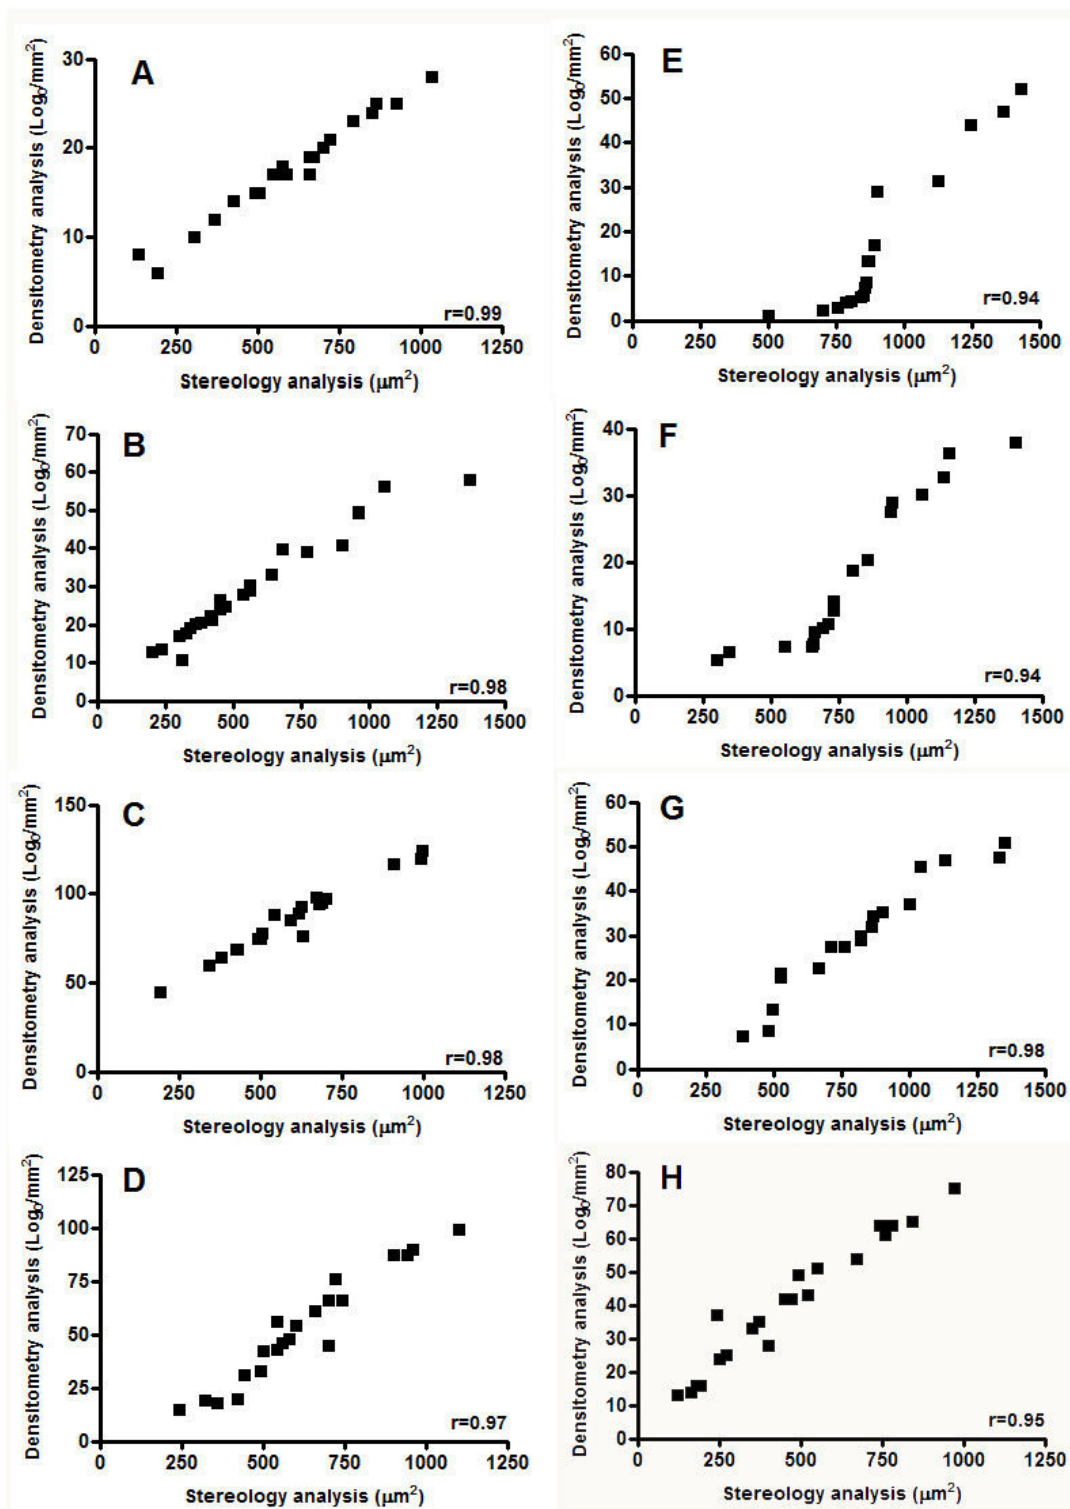 A
Densitometry analysis (Log₁₀/mm²)
30
20
10
0
0 250 500 750 1000 1250
Stereology analysis (µm²)
r=0.99
E
Densitometry analysis (Log₁₀/mm²)
60
50
40
30
20
10
0
0 250 500 750 1000 1250 1500
Stereology analysis (µm²)
r=0.94
B
Densitometry analysis (Log₁₀/mm²)
70
60
50
40
30
20
10
0
0 250 500 750 1000 1250 1500
Stereology analysis (µm²)
r=0.98
F
Densitometry analysis (Log₁₀/mm²)
40
30
20
10
0
0 250 500 750 1000 1250 1500
Stereology analysis (µm²)
r=0.94
C
Densitometry analysis (Log₁₀/mm²)
150
100
50
0
0 250 500 750 1000 1250
Stereology analysis (µm²)
r=0.98
G
Densitometry analysis (Log₁₀/mm²)
60
50
40
30
20
10
0
0 250 500 750 1000 1250 1500
Stereology analysis (µm²)
r=0.98
D
Densitometry analysis (Log₁₀/mm²)
125
100
75
50
25
0
0 250 500 750 1000 1250
Stereology analysis (µm²)
r=0.97
H
Densitometry analysis (Log₁₀/mm²)
80
70
60
50
40
30
20
10
0
0 250 500 750 1000 1250
Stereology analysis (µm²)
r=0.95